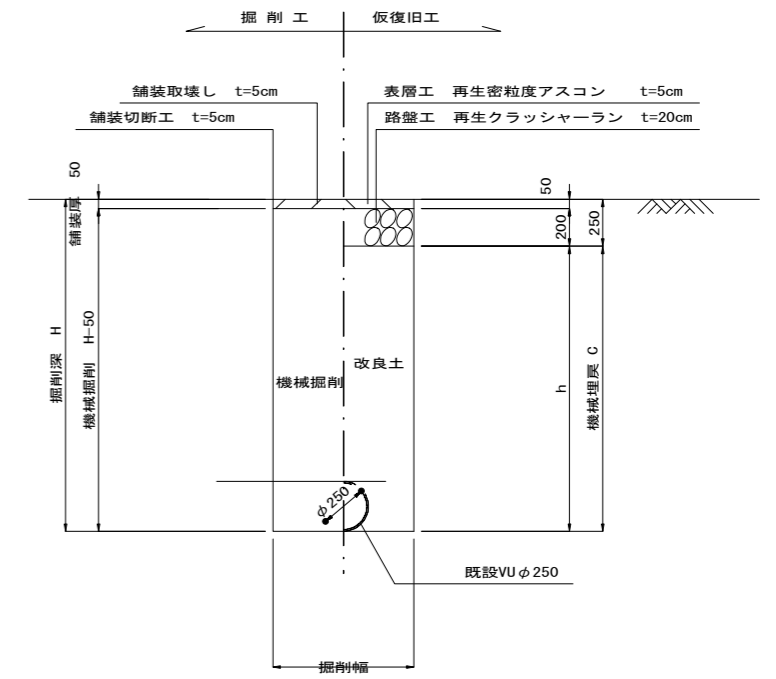 掘 削 工
仮復旧工
舗装取壊し t=5cm
表層工 再生密粒度アスコン t=5cm
舗装切断工 t=5cm
路盤工 再生クラッシャーラン t=20cm
舗装厚 50
50
200
250
掘削深 H
機械掘削 H-50
機械掘削
改良土
h
機械埋戻 C
φ250
既設VUφ250
掘削幅